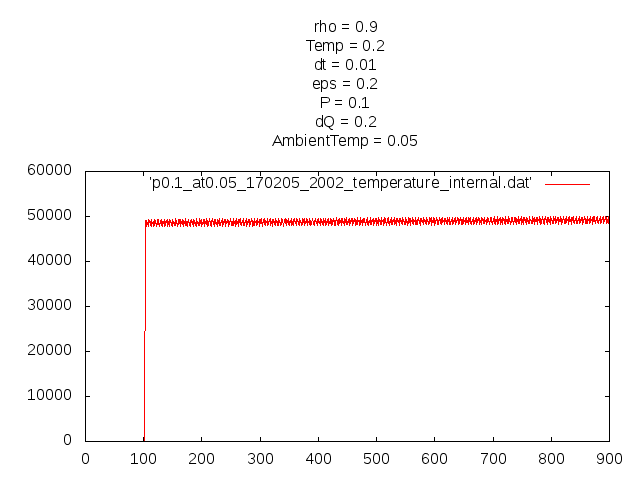 rho = 0.9
Temp = 0.2
dt = 0.01
eps = 0.2
P = 0.1
dQ = 0.2
AmbientTemp = 0.05
60000
'p0.1_at0.05_170205_2002_temperature_internal.dat'
50000
40000
30000
20000
10000
0
0 100 200 300 400 500 600 700 800 900